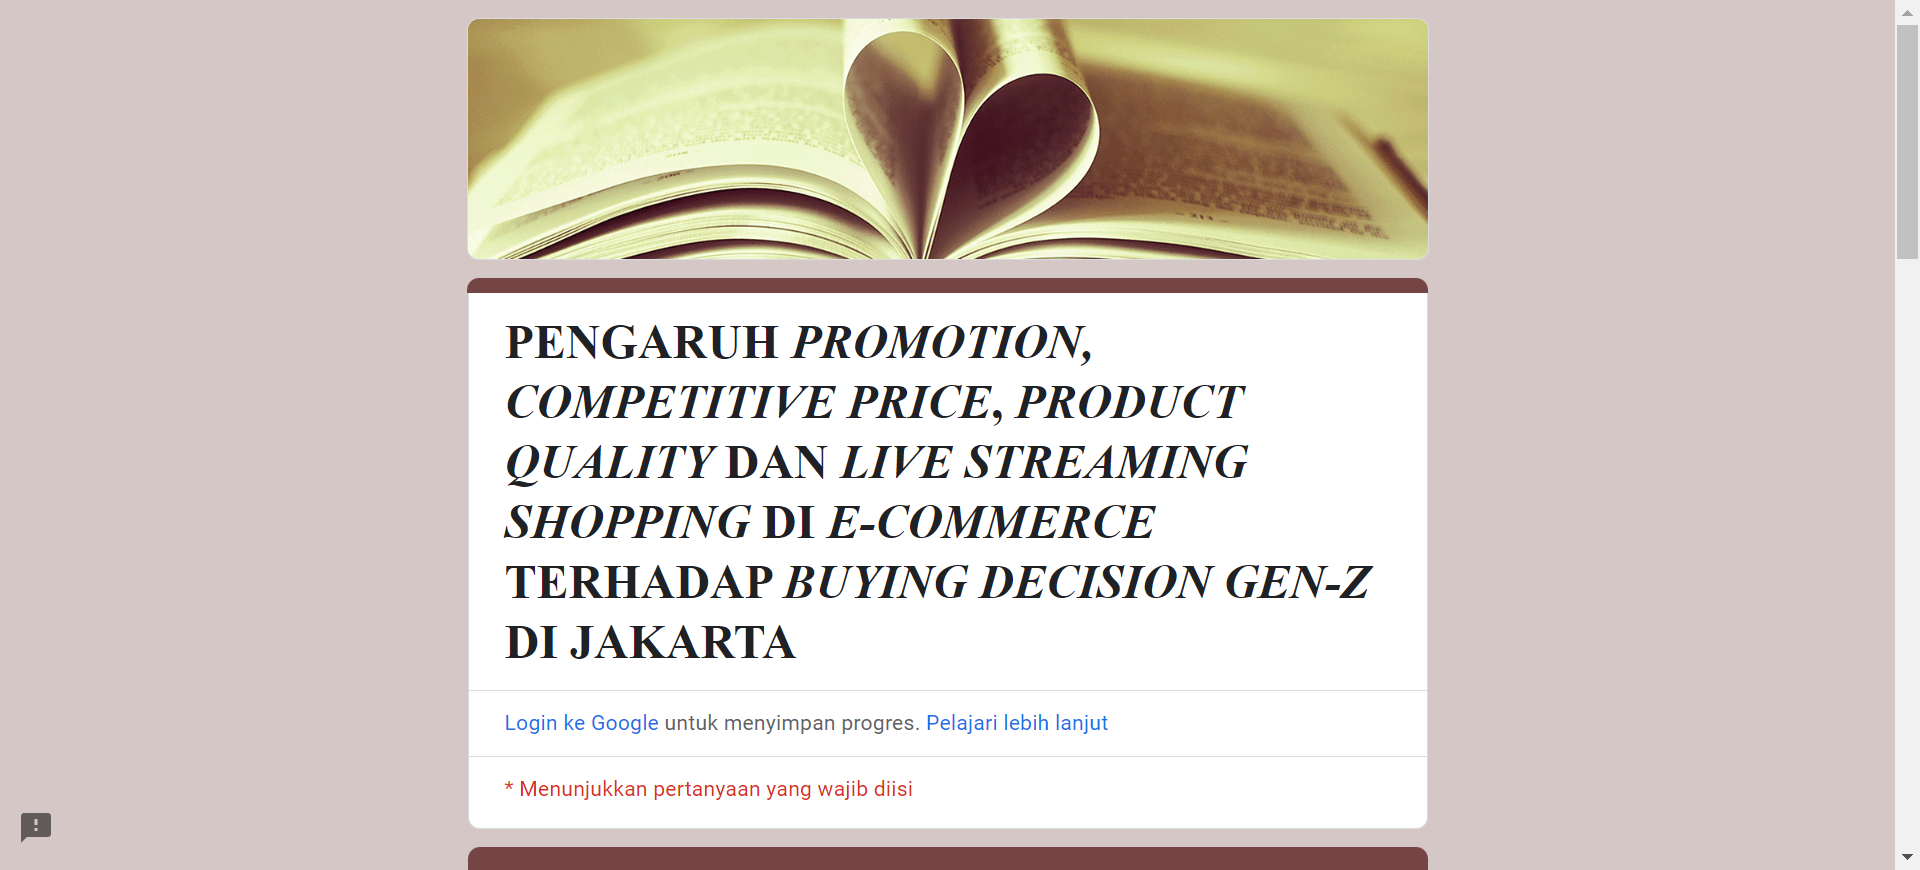 PENGARUH PROMOTION,
COMPETITIVE PRICE, PRODUCT
QUALITY DAN LIVE STREAMING
SHOPPING DI E-COMMERCE
TERHADAP BUYING DECISION GEN-Z
DI JAKARTA
Login ke Google untuk menyimpan progres. Pelajari lebih lanjut
* Menunjukkan pertanyaan yang wajib diisi